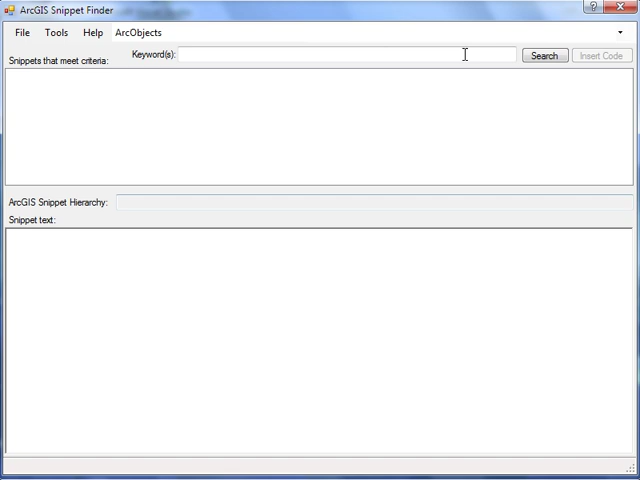 ArcGIS Snippet Finder
File Tools Help ArcObjects
Keyword(s):
Search
Insert Code
Snippets that meet criteria:
ArcGIS Snippet Hierarchy:
Snippet text: